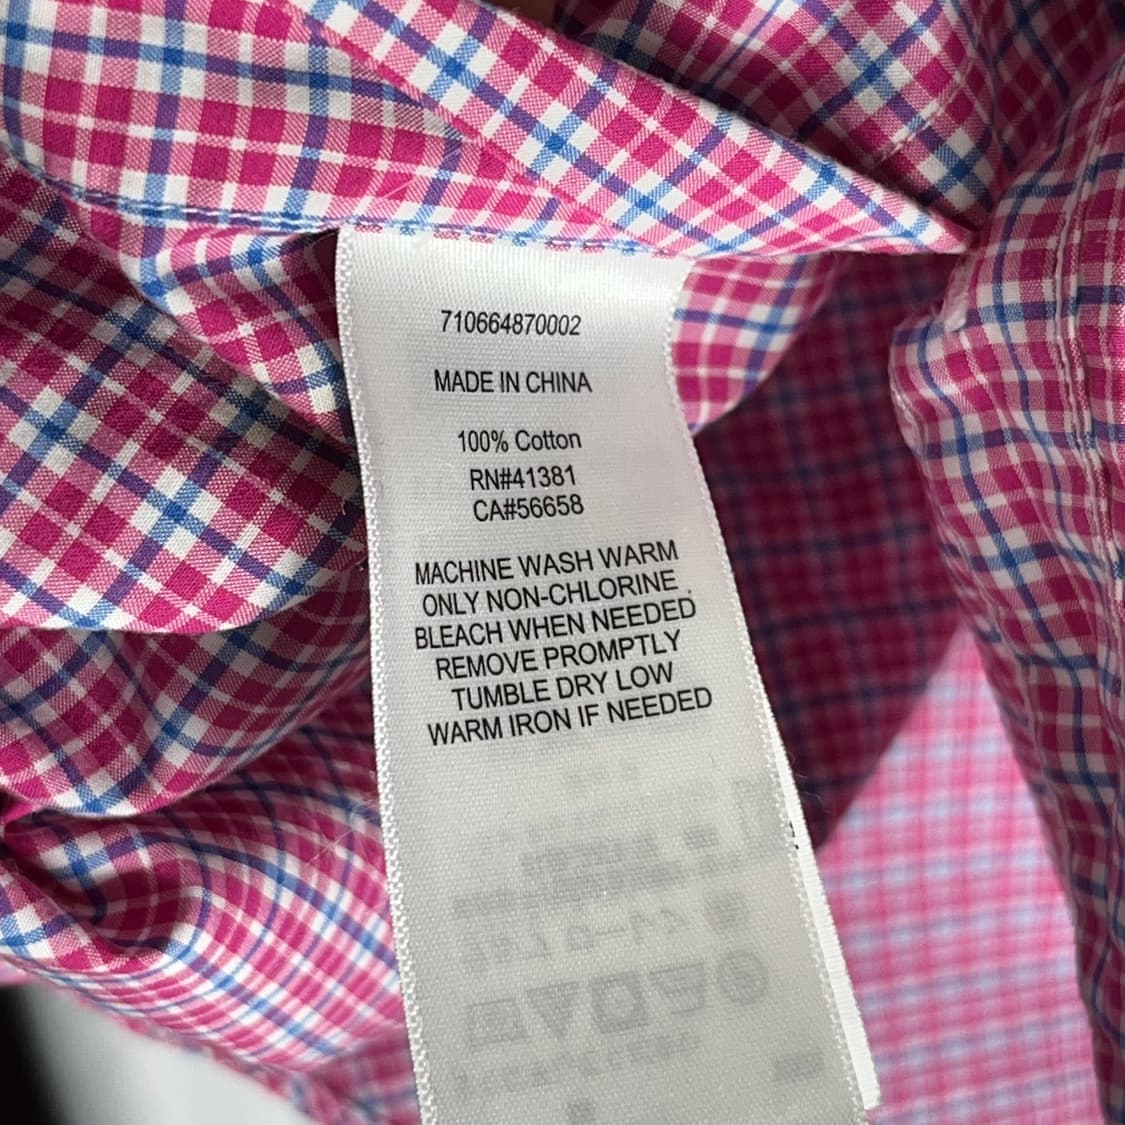 710664870002
MADE IN CHINA
100% Cotton
RN#41381
CA#56658
MACHINE WASH WARM
ONLY NON-CHLORINE
BLEACH WHEN NEEDED
REMOVE PROMPTLY
TUMBLE DRY LOW
WARM IRON IF NEEDED